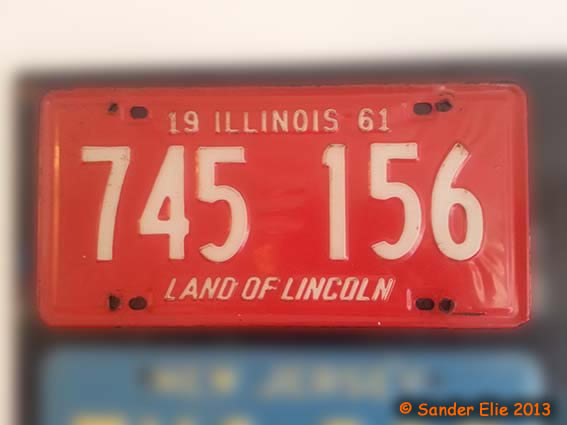 19 ILLINOIS 61
745 156
LAND OF LINCOLN
NEW JERSEY
© Sander Elie 2013